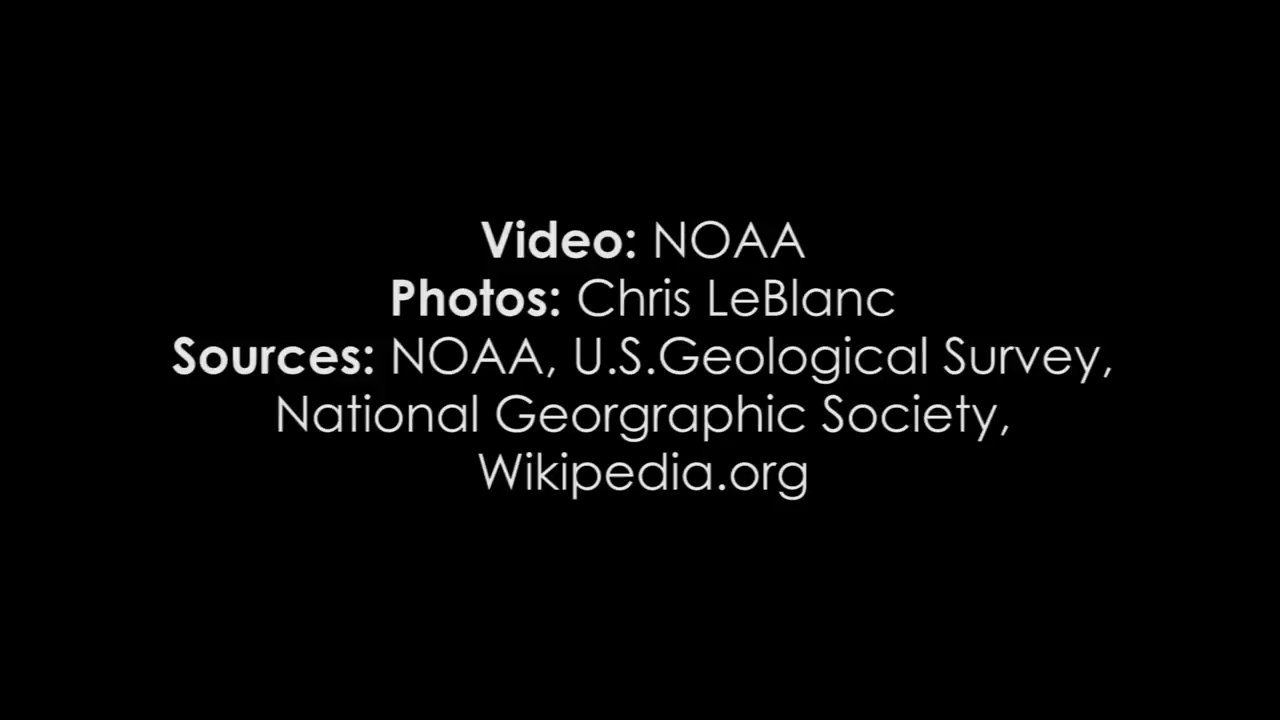 Video: NOAA
Photos: Chris LeBlanc
Sources: NOAA, U.S.Geological Survey,
National Georgraphic Society,
Wikipedia.org